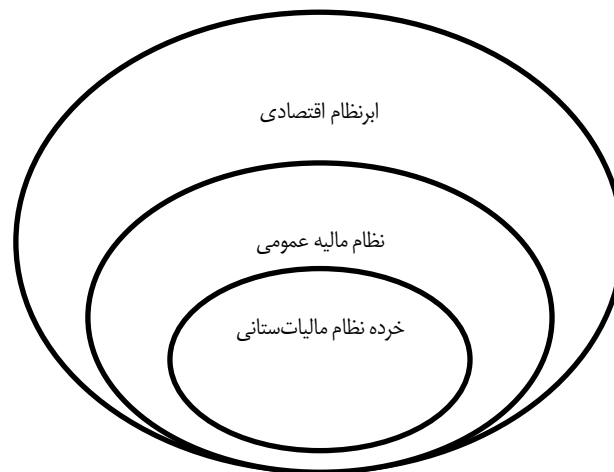 ابرنظام اقتصادی
نظام مالیه عمومی
خرده نظام مالیات‌ستانی